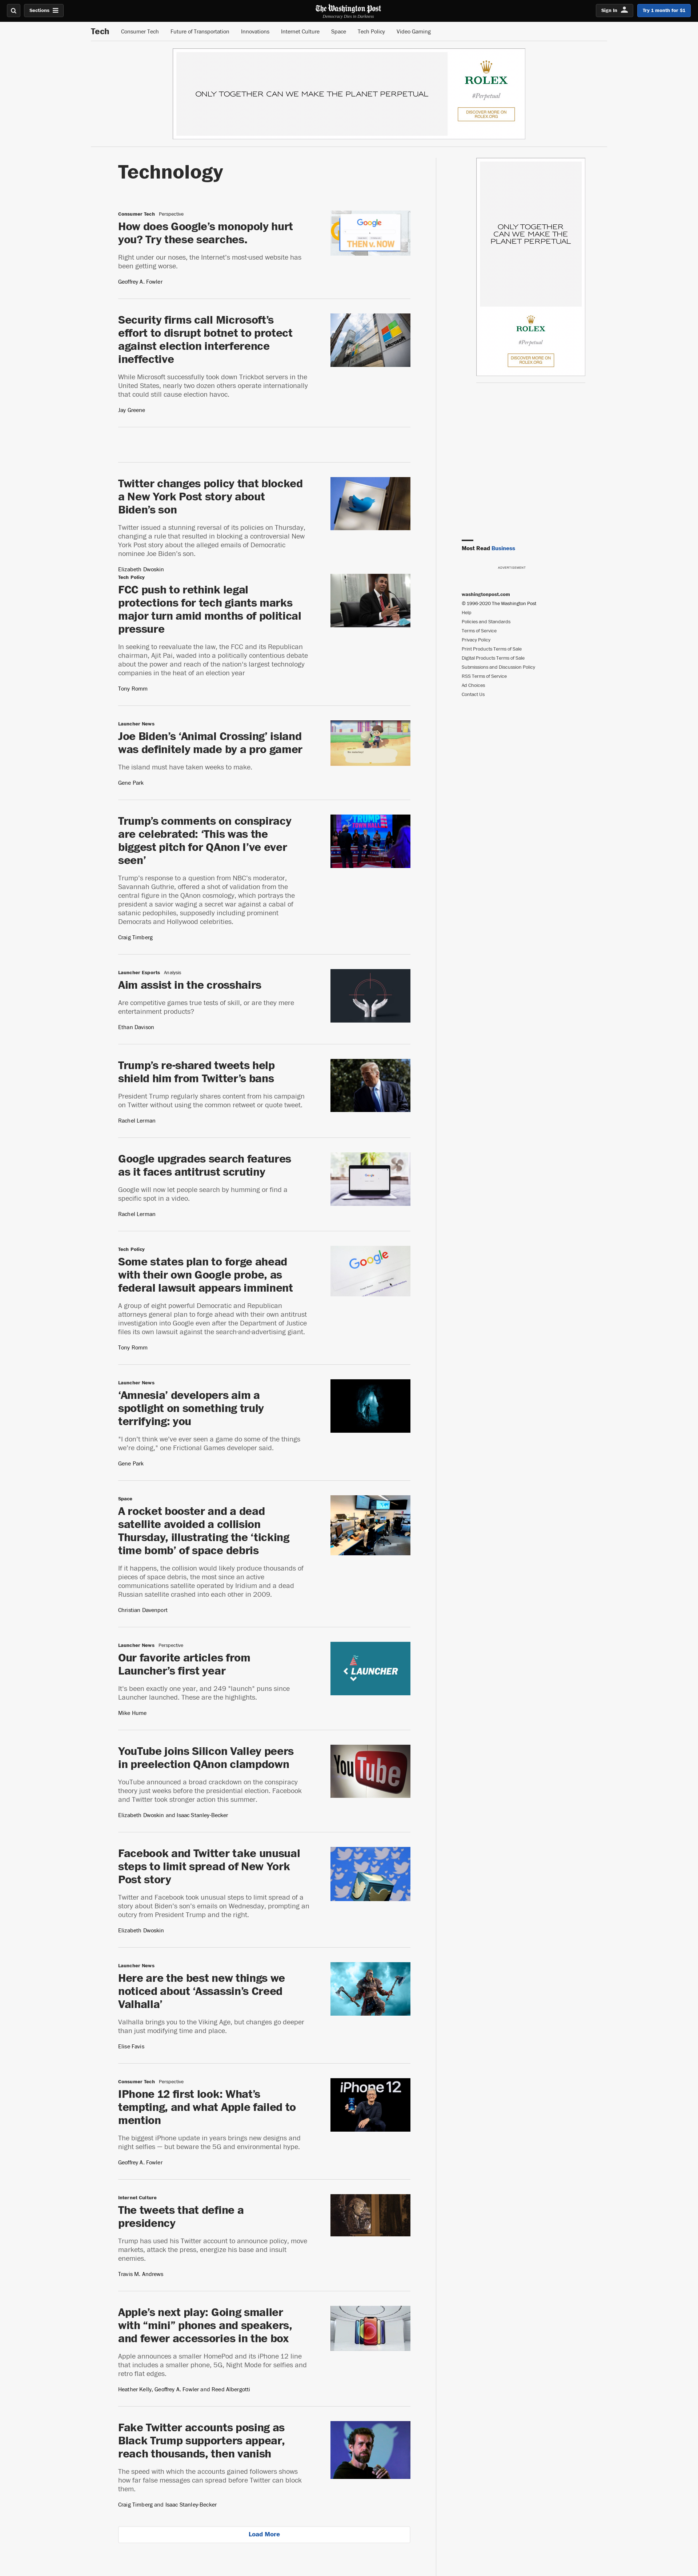 Sections
The Washington Post
Democracy Dies in Darkness
Sign In
Try 1 month for $1
Tech
Consumer Tech
Future of Transportation
Innovations
Internet Culture
Space
Tech Policy
Video Gaming
ONLY TOGETHER CAN WE MAKE THE PLANET PERPETUAL
ROLEX
#Perpetual
DISCOVER MORE ON
ROLEX.ORG
Technology
Consumer Tech Perspective
How does Google’s monopoly hurt
you? Try these searches.
Right under our noses, the Internet’s most-used website has
been getting worse.
Geoffrey A. Fowler
Google
THEN v. NOW
Security firms call Microsoft’s
effort to disrupt botnet to protect
against election interference
ineffective
While Microsoft successfully took down Trickbot servers in the
United States, nearly two dozen others operate internationally
that could still cause election havoc.
Jay Greene
Microsoft
Twitter changes policy that blocked
a New York Post story about
Biden’s son
Twitter issued a stunning reversal of its policies on Thursday,
changing a rule that resulted in blocking a controversial New
York Post story about the alleged emails of Democratic
nominee Joe Biden's son.
Elizabeth Dwoskin
Tech Policy
FCC push to rethink legal
protections for tech giants marks
major turn amid months of political
pressure
In seeking to reevaluate the law, the FCC and its Republican
chairman, Ajit Pai, waded into a politically contentious debate
about the power and reach of the nation's largest technology
companies in the heat of an election year
Tony Romm
Launcher News
Joe Biden’s ‘Animal Crossing’ island
was definitely made by a pro gamer
The island must have taken weeks to make.
Gene Park
Trump’s comments on conspiracy
are celebrated: ‘This was the
biggest pitch for QAnon I’ve ever
seen’
Trump's response to a question from NBC's moderator,
Savannah Guthrie, offered a shot of validation from the
central figure in the QAnon cosmology, which portrays the
president a savior waging a secret war against a cabal of
satanic pedophiles, supposedly including prominent
Democrats and Hollywood celebrities.
Craig Timberg
TRUMP
Launcher Esports Analysis
Aim assist in the crosshairs
Are competitive games true tests of skill, or are they mere
entertainment products?
Ethan Davison
Trump’s re-shared tweets help
shield him from Twitter’s bans
President Trump regularly shares content from his campaign
on Twitter without using the common retweet or quote tweet.
Rachel Lerman
Google upgrades search features
as it faces antitrust scrutiny
Google will now let people search by humming or find a
specific spot in a video.
Rachel Lerman
Tech Policy
Some states plan to forge ahead
with their own Google probe, as
federal lawsuit appears imminent
A group of eight powerful Democratic and Republican
attorneys general plan to forge ahead with their own antitrust
investigation into Google even after the Department of Justice
files its own lawsuit against the search-and-advertising giant.
Tony Romm
Google
Launcher News
‘Amnesia’ developers aim a
spotlight on something truly
terrifying: you
"I don't think we've ever seen a game do some of the things
we're doing," one Frictional Games developer said.
Gene Park
Space
A rocket booster and a dead
satellite avoided a collision
Thursday, illustrating the ‘ticking
time bomb’ of space debris
If it happens, the collision would likely produce thousands of
pieces of space debris, the most since an active
communications satellite operated by Iridium and a dead
Russian satellite crashed into each other in 2009.
Christian Davenport
Launcher News Perspective
Our favorite articles from
Launcher’s first year
It's been exactly one year, and 249 "launch" puns since
Launcher launched. These are the highlights.
Mike Hume
LAUNCHER
YouTube joins Silicon Valley peers
in preelection QAnon clampdown
YouTube announced a broad crackdown on the conspiracy
theory just weeks before the presidential election. Facebook
and Twitter took stronger action this summer.
Elizabeth Dwoskin and Isaac Stanley-Becker
YouTube
Facebook and Twitter take unusual
steps to limit spread of New York
Post story
Twitter and Facebook took unusual steps to limit spread of a
story about Biden's son's emails on Wednesday, prompting an
outcry from President Trump and the right.
Elizabeth Dwoskin
Launcher News
Here are the best new things we
noticed about ‘Assassin’s Creed
Valhalla’
Valhalla brings you to the Viking Age, but changes go deeper
than just modifying time and place.
Elise Favis
Consumer Tech Perspective
IPhone 12 first look: What’s
tempting, and what Apple failed to
mention
The biggest iPhone update in years brings new designs and
night selfies — but beware the 5G and environmental hype.
Geoffrey A. Fowler
iPhone 12
Internet Culture
The tweets that define a
presidency
Trump has used his Twitter account to announce policy, move
markets, attack the press, energize his base and insult
enemies.
Travis M. Andrews
Apple’s next play: Going smaller
with “mini” phones and speakers,
and fewer accessories in the box
Apple announces a smaller HomePod and its iPhone 12 line
that includes a smaller phone, 5G, Night Mode for selfies and
retro flat edges.
Heather Kelly, Geoffrey A. Fowler and Reed Albergotti
Fake Twitter accounts posing as
Black Trump supporters appear,
reach thousands, then vanish
The speed with which the accounts gained followers shows
how far false messages can spread before Twitter can block
them.
Craig Timberg and Isaac Stanley-Becker
Load More
ONLY TOGETHER
CAN WE MAKE THE
PLANET PERPETUAL
ROLEX
#Perpetual
DISCOVER MORE ON
ROLEX.ORG
Most Read Business
ADVERTISEMENT
washingtonpost.com
© 1996-2020 The Washington Post
Help
Policies and Standards
Terms of Service
Privacy Policy
Print Products Terms of Sale
Digital Products Terms of Sale
Submissions and Discussion Policy
RSS Terms of Service
Ad Choices
Contact Us